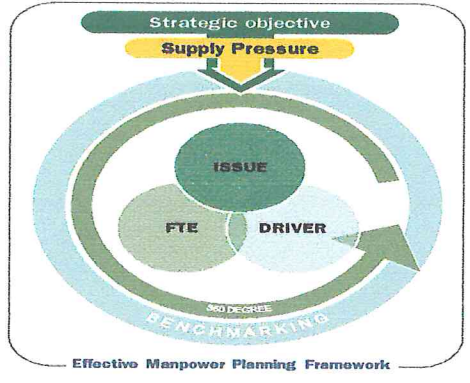 Strategic objective
Supply Pressure
ISSUE
FTE DRIVER
360 DEGREE
BENCHMARKING
Effective Manpower Planning Framework